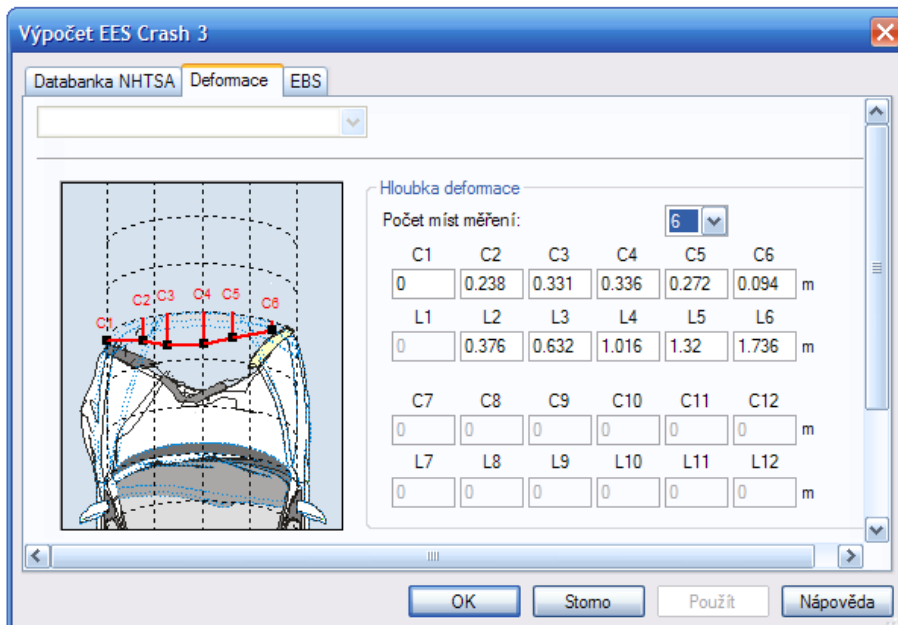 Výpočet EES Crash 3
Databanka NHTSA Deformace EBS
Hloubka deformace
Počet míst měření: 6
C1 C2 C3 C4 C5 C6
0 0.238 0.331 0.336 0.272 0.094 m
L1 L2 L3 L4 L5 L6
0 0.376 0.632 1.016 1.32 1.736 m
C7 C8 C9 C10 C11 C12
0 0 0 0 0 0 m
L7 L8 L9 L10 L11 L12
0 0 0 0 0 0 m
C1 C2 C3 C4 C5 C6
OK Storno Použít Nápověda